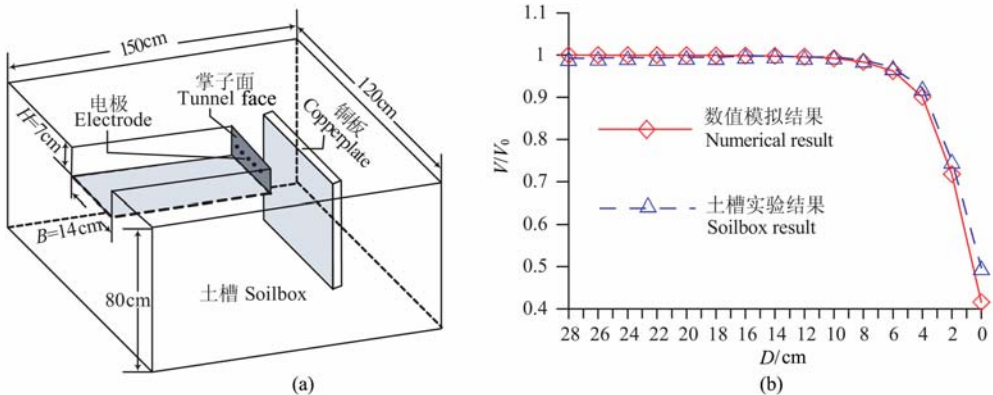 150cm
120cm
掌子面
Tunnel face
铜板
Copperplate
电极
Electrode
H=7cm
B=14cm
80cm
土槽 Soilbox
(a)
V/V₀
1.1
1
0.9
0.8
0.7
0.6
0.5
0.4
数值模拟结果
Numerical result
土槽实验结果
Soilbox result
28 26 24 22 20 18 16 14 12 10 8 6 4 2 0
D/cm
(b)